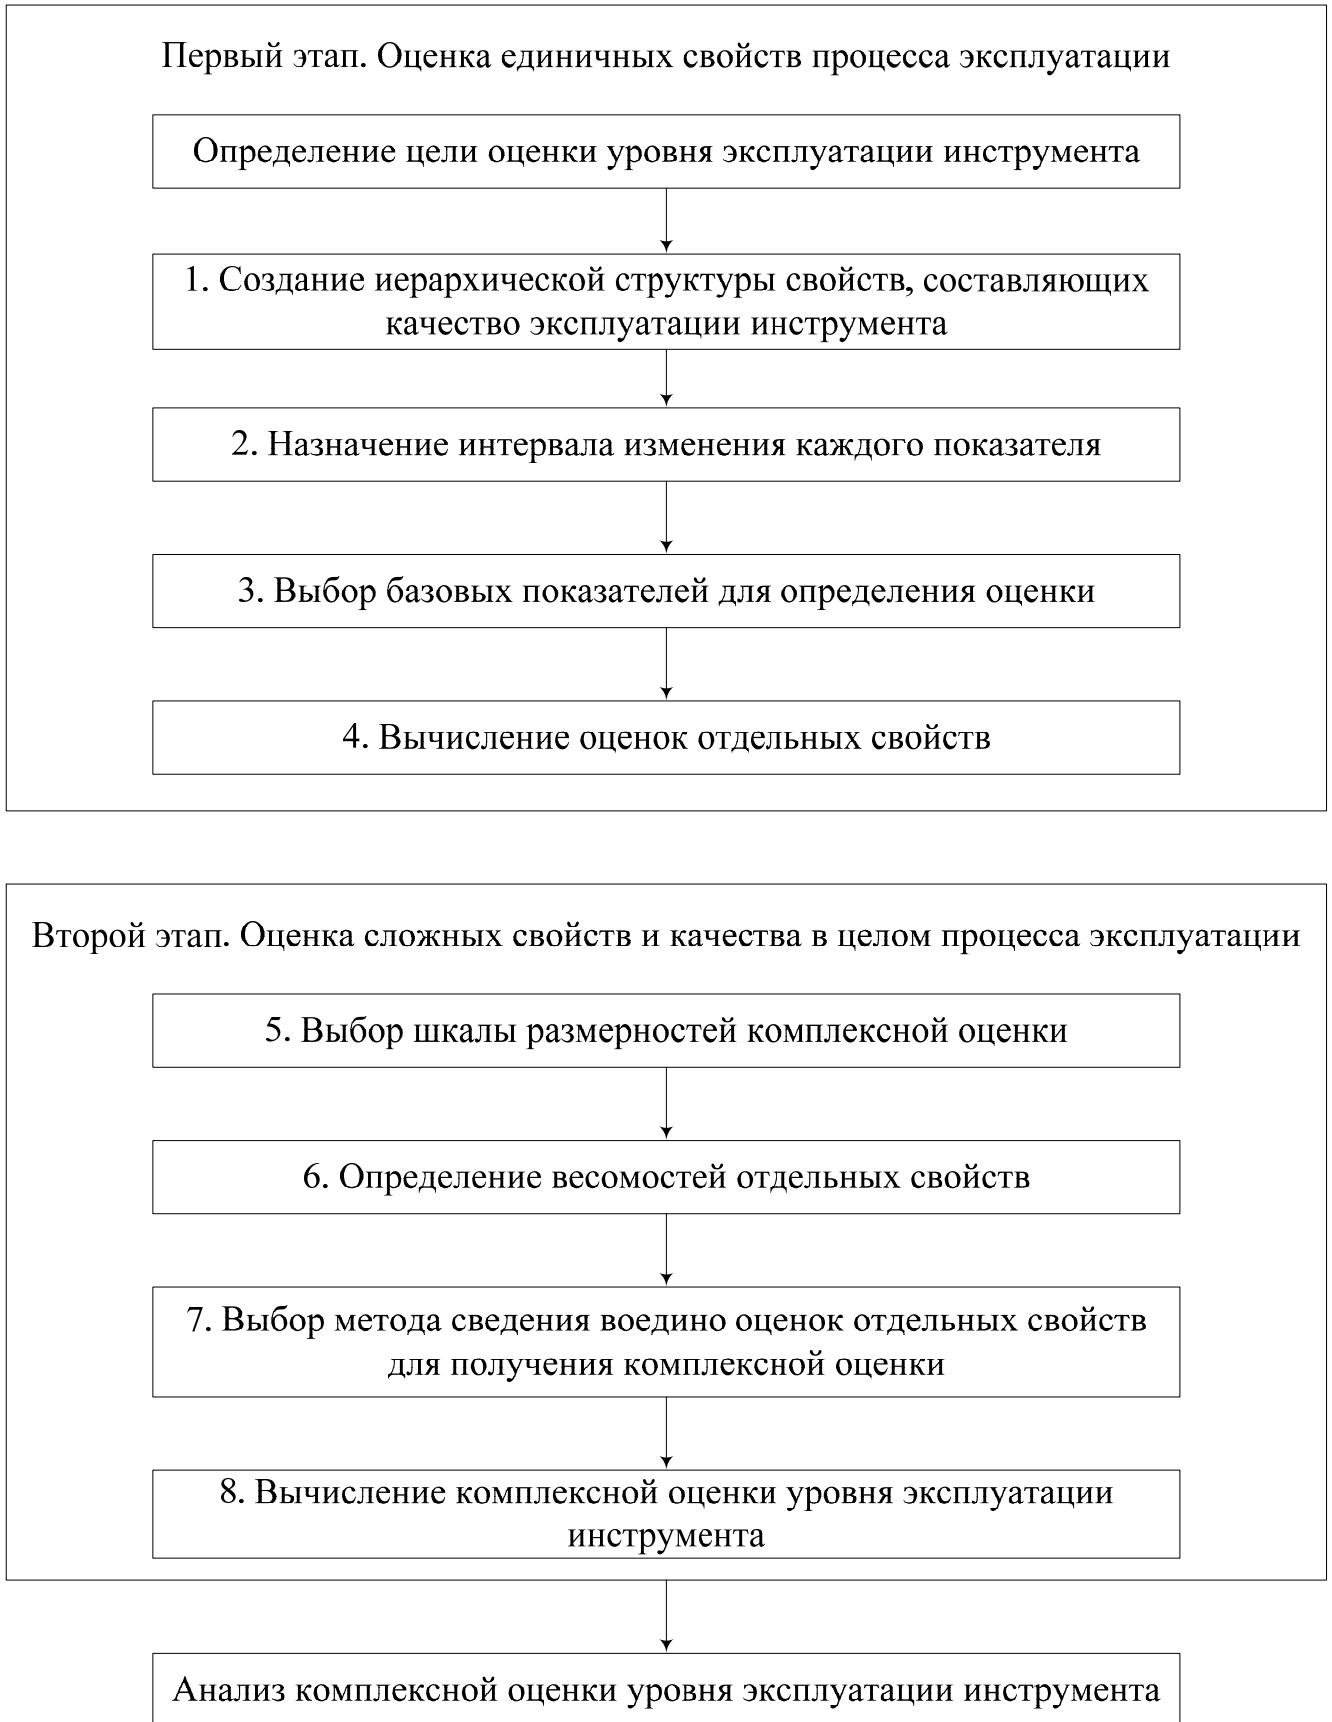 Первый этап. Оценка единичных свойств процесса эксплуатации
Определение цели оценки уровня эксплуатации инструмента
1. Создание иерархической структуры свойств, составляющих
качество эксплуатации инструмента
2. Назначение интервала изменения каждого показателя
3. Выбор базовых показателей для определения оценки
4. Вычисление оценок отдельных свойств
Второй этап. Оценка сложных свойств и качества в целом процесса эксплуатации
5. Выбор шкалы размерностей комплексной оценки
6. Определение весомостей отдельных свойств
7. Выбор метода сведения воедино оценок отдельных свойств
для получения комплексной оценки
8. Вычисление комплексной оценки уровня эксплуатации
инструмента
Анализ комплексной оценки уровня эксплуатации инструмента